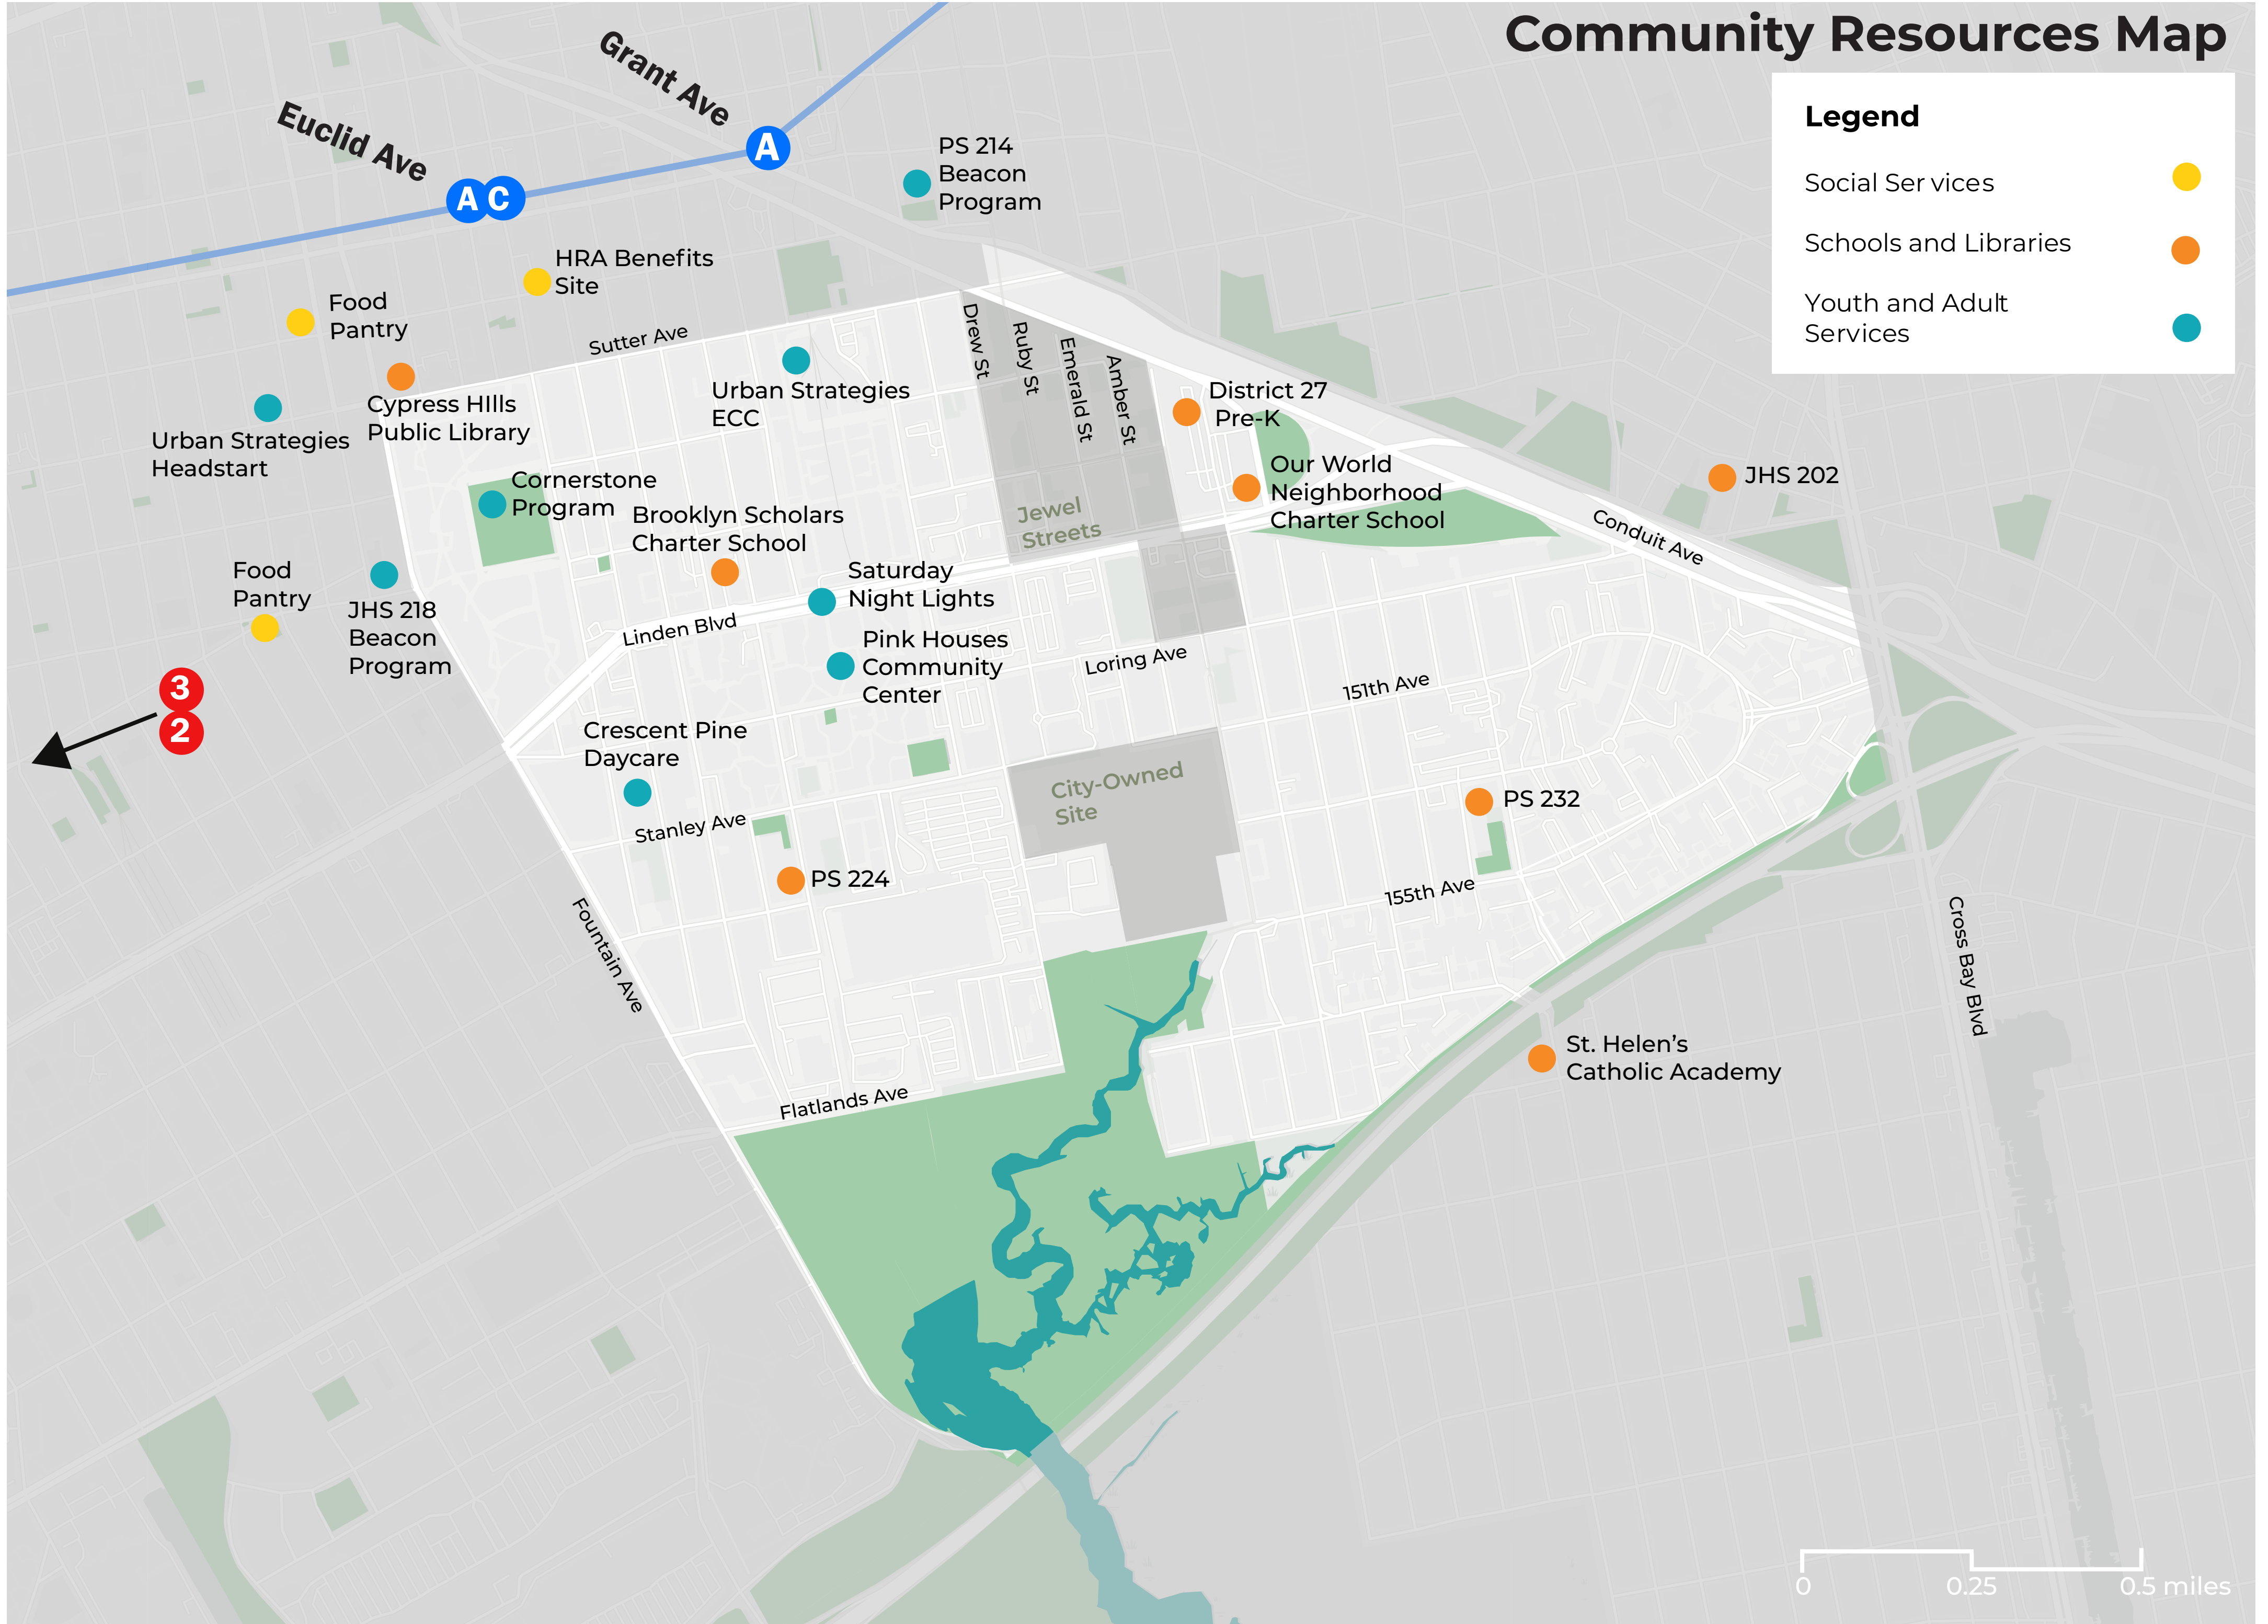 Community Resources Map
Legend
Social Services
Schools and Libraries
Youth and Adult
Services
Grant Ave
Euclid Ave
A
A
C
PS 214
Beacon
Program
HRA Benefits
Site
Food
Pantry
Sutter Ave
Cypress HIlls
Public Library
Urban Strategies
Headstart
Urban Strategies
ECC
Drew St
Ruby St
Emerald St
Amber St
District 27
Pre-K
Our World
Neighborhood
Charter School
JHS 202
Conduit Ave
Cornerstone
Program
Brooklyn Scholars
Charter School
Jewel
Streets
Food
Pantry
JHS 218
Beacon
Program
Saturday
Night Lights
Linden Blvd
Pink Houses
Community
Center
Loring Ave
151th Ave
3
2
Crescent Pine
Daycare
City-Owned
Site
Stanley Ave
PS 232
PS 224
155th Ave
Fountain Ave
Cross Bay Blvd
St. Helen’s
Catholic Academy
Flatlands Ave
0
0.25
0.5 miles